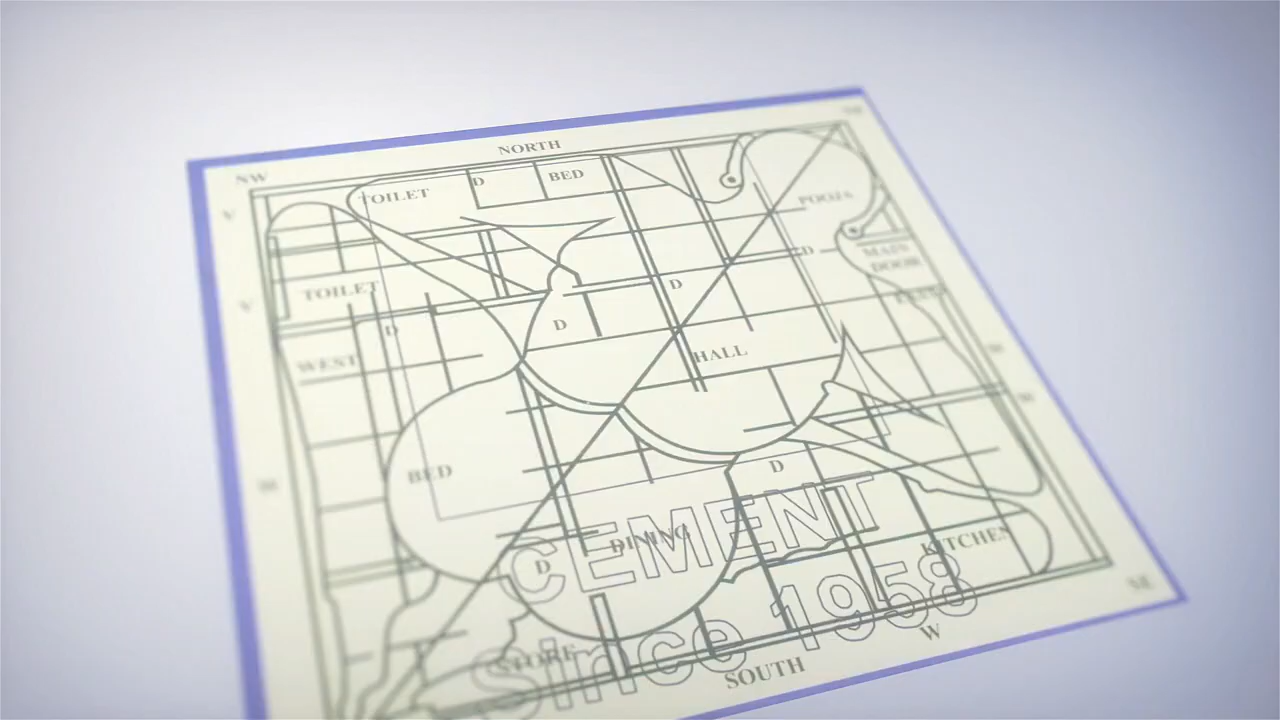 NORTH
NW
TOILET
D
BED
POOJA
V
D
MAIN
DOOR
TOILET
D
V
D
D
HALL
WEST
BED
D
CEMENT
DINING
D
KITCHEN
since 1958
STORE
W
SOUTH